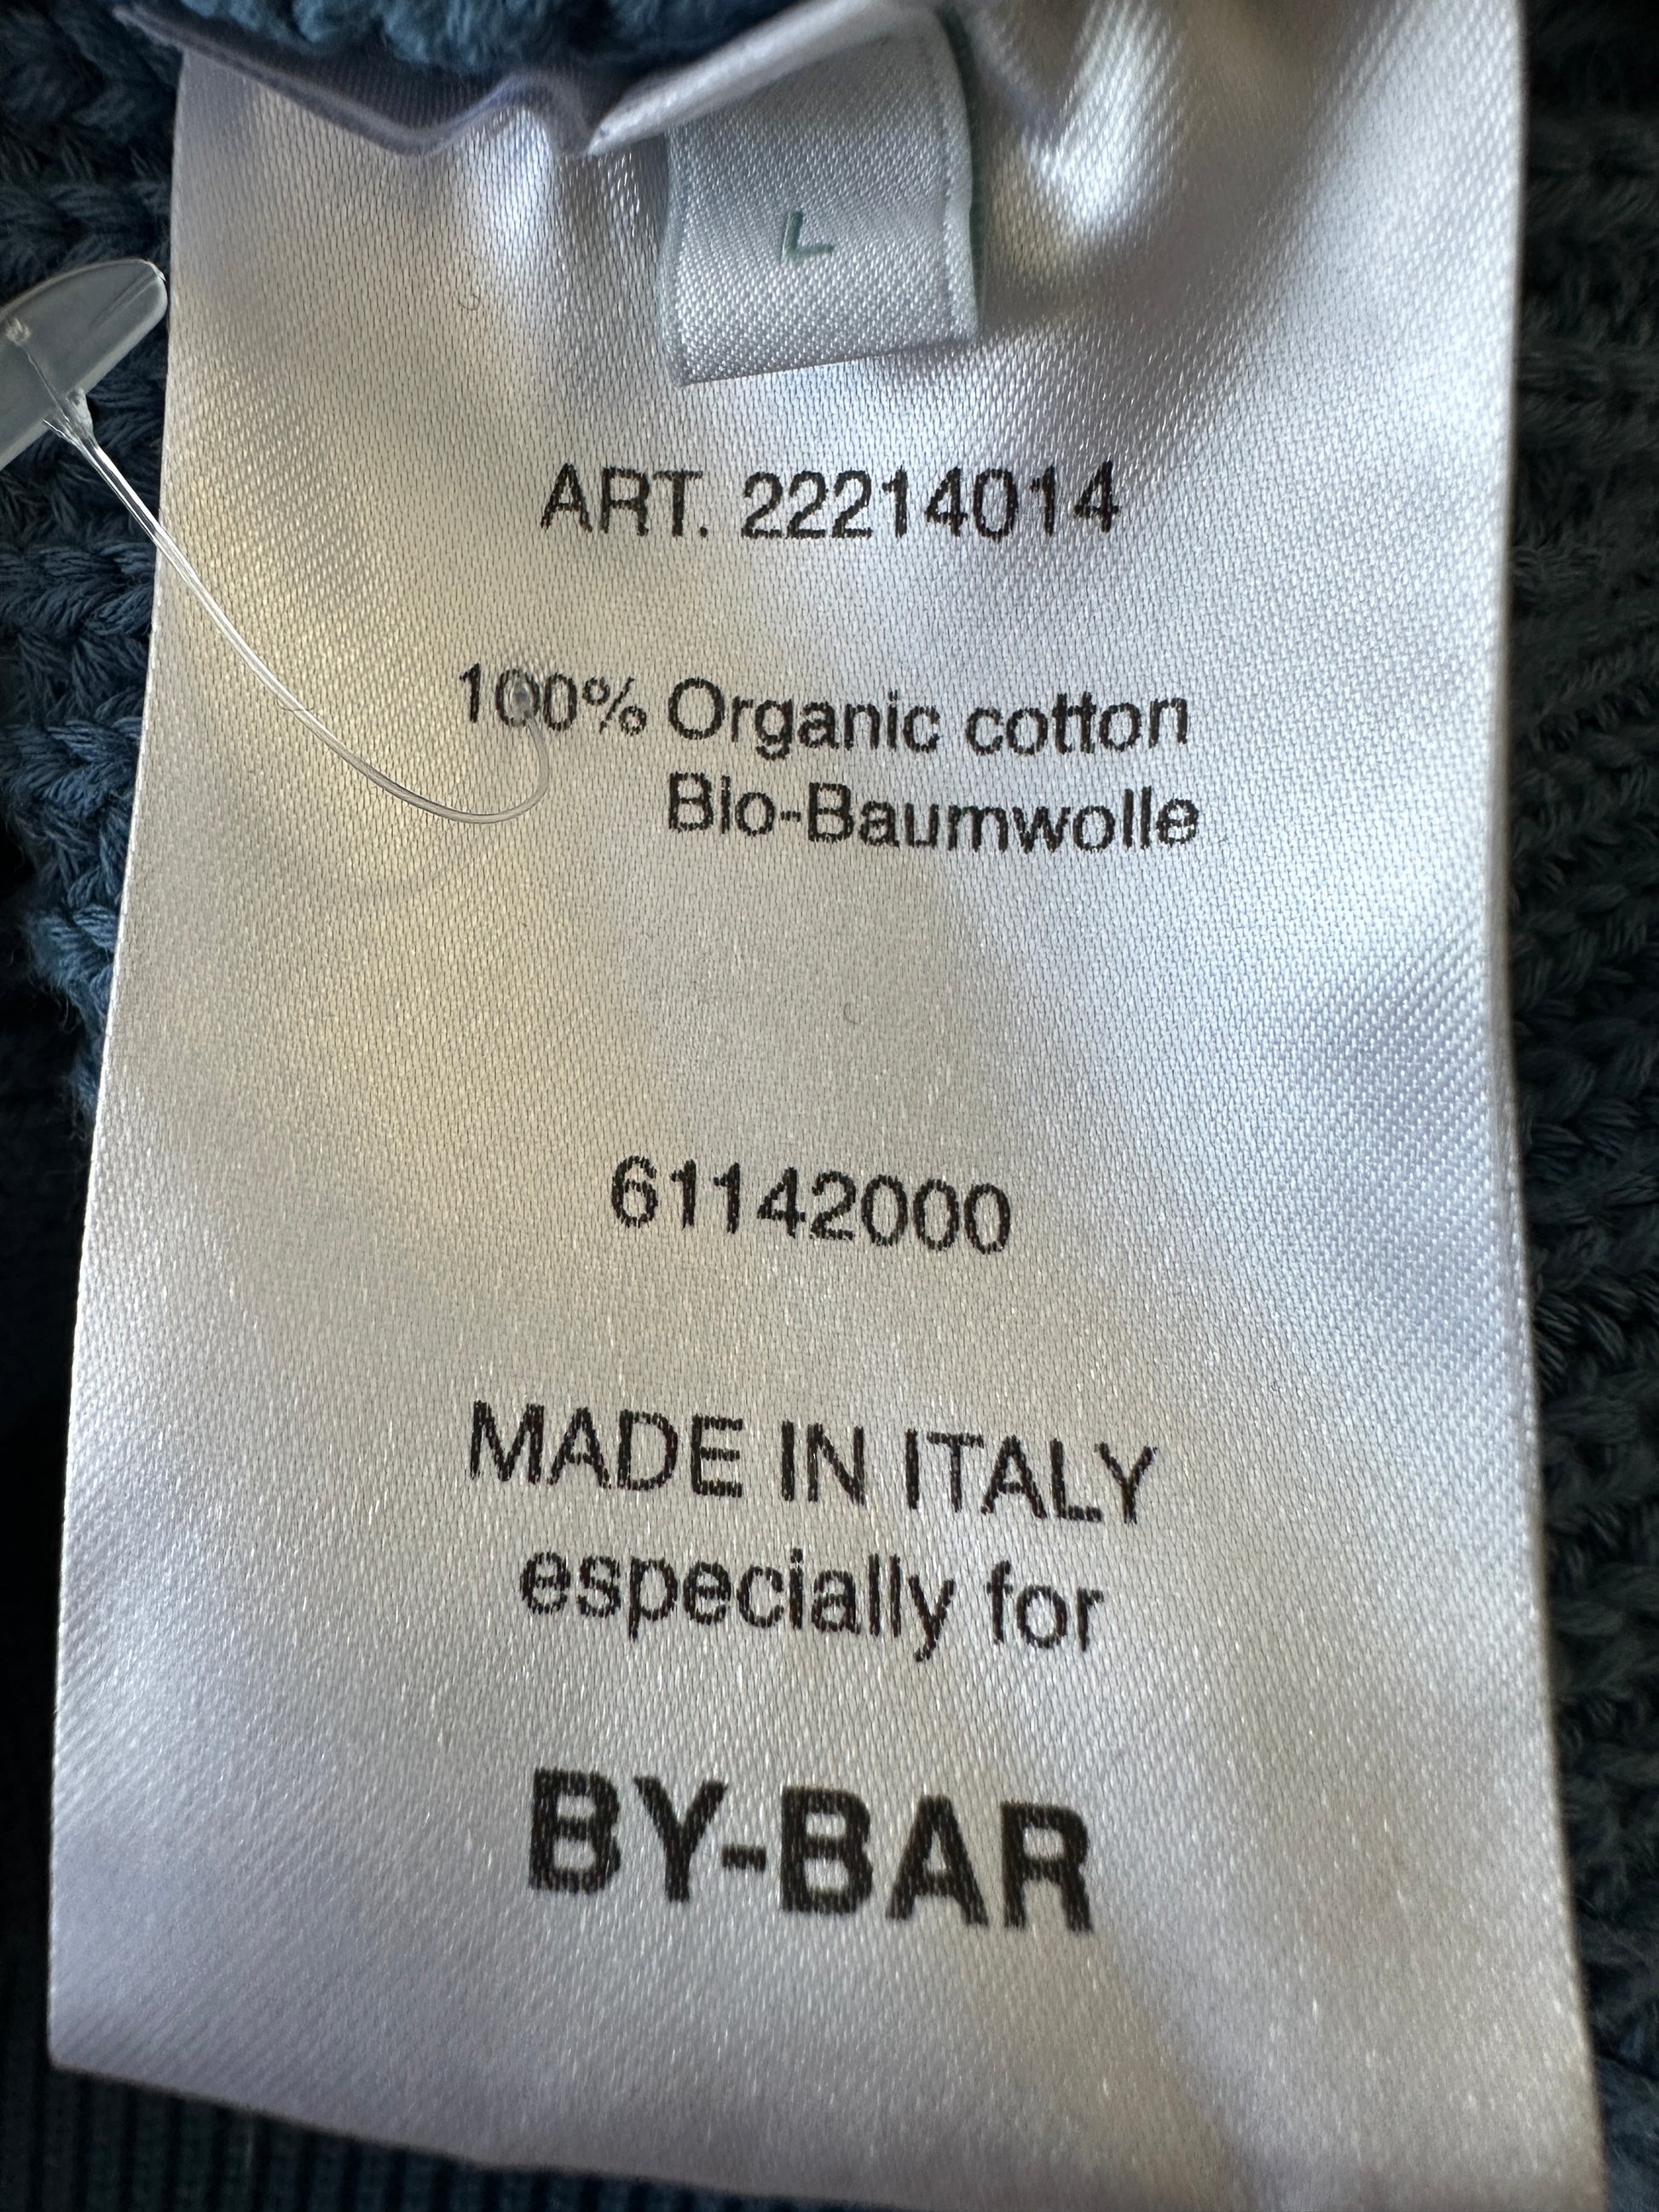 L
ART. 22214014
100% Organic cotton
Bio-Baumwolle
61142000
MADE IN ITALY
especially for
BY-BAR